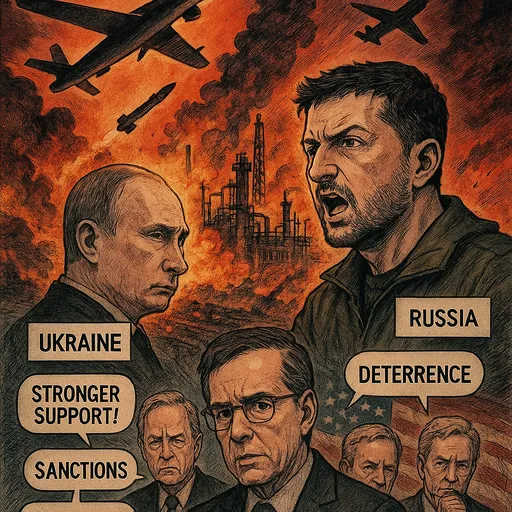 UKRAINE
RUSSIA
STRONGER
SUPPORT!
DETERRENCE
SANCTIONS